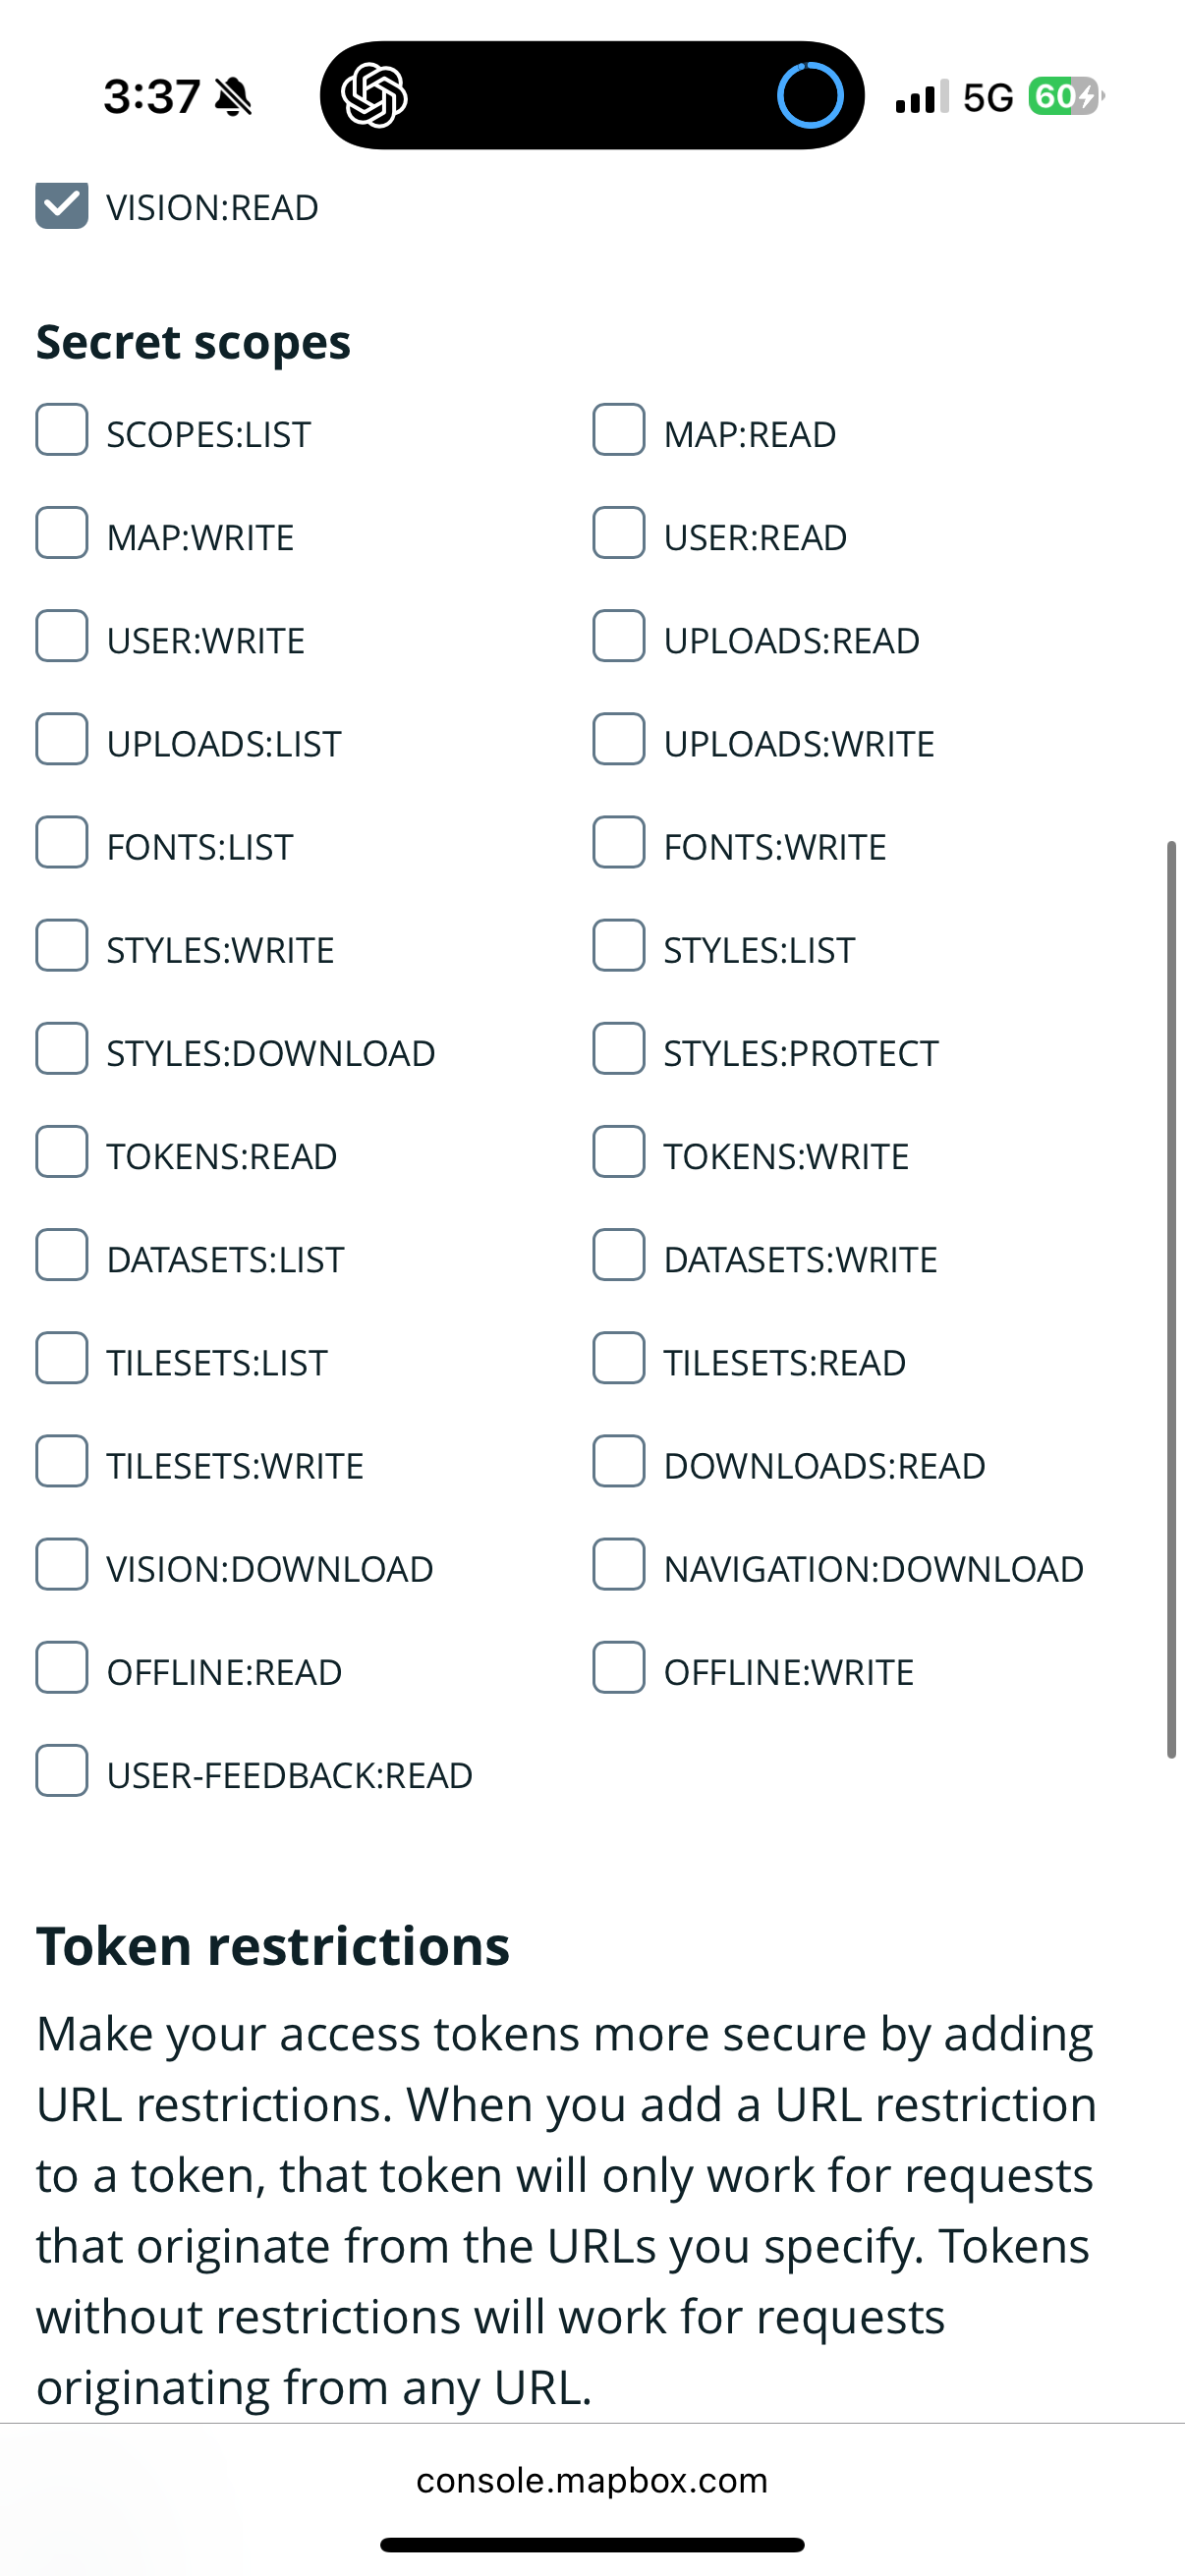 3:37 5G 60
VISION:READ
Secret scopes
SCOPES:LIST MAP:READ
MAP:WRITE USER:READ
USER:WRITE UPLOADS:READ
UPLOADS:LIST UPLOADS:WRITE
FONTS:LIST FONTS:WRITE
STYLES:WRITE STYLES:LIST
STYLES:DOWNLOAD STYLES:PROTECT
TOKENS:READ TOKENS:WRITE
DATASETS:LIST DATASETS:WRITE
TILESETS:LIST TILESETS:READ
TILESETS:WRITE DOWNLOADS:READ
VISION:DOWNLOAD NAVIGATION:DOWNLOAD
OFFLINE:READ OFFLINE:WRITE
USER-FEEDBACK:READ
Token restrictions
Make your access tokens more secure by adding
URL restrictions. When you add a URL restriction
to a token, that token will only work for requests
that originate from the URLs you specify. Tokens
without restrictions will work for requests
originating from any URL.
console.mapbox.com